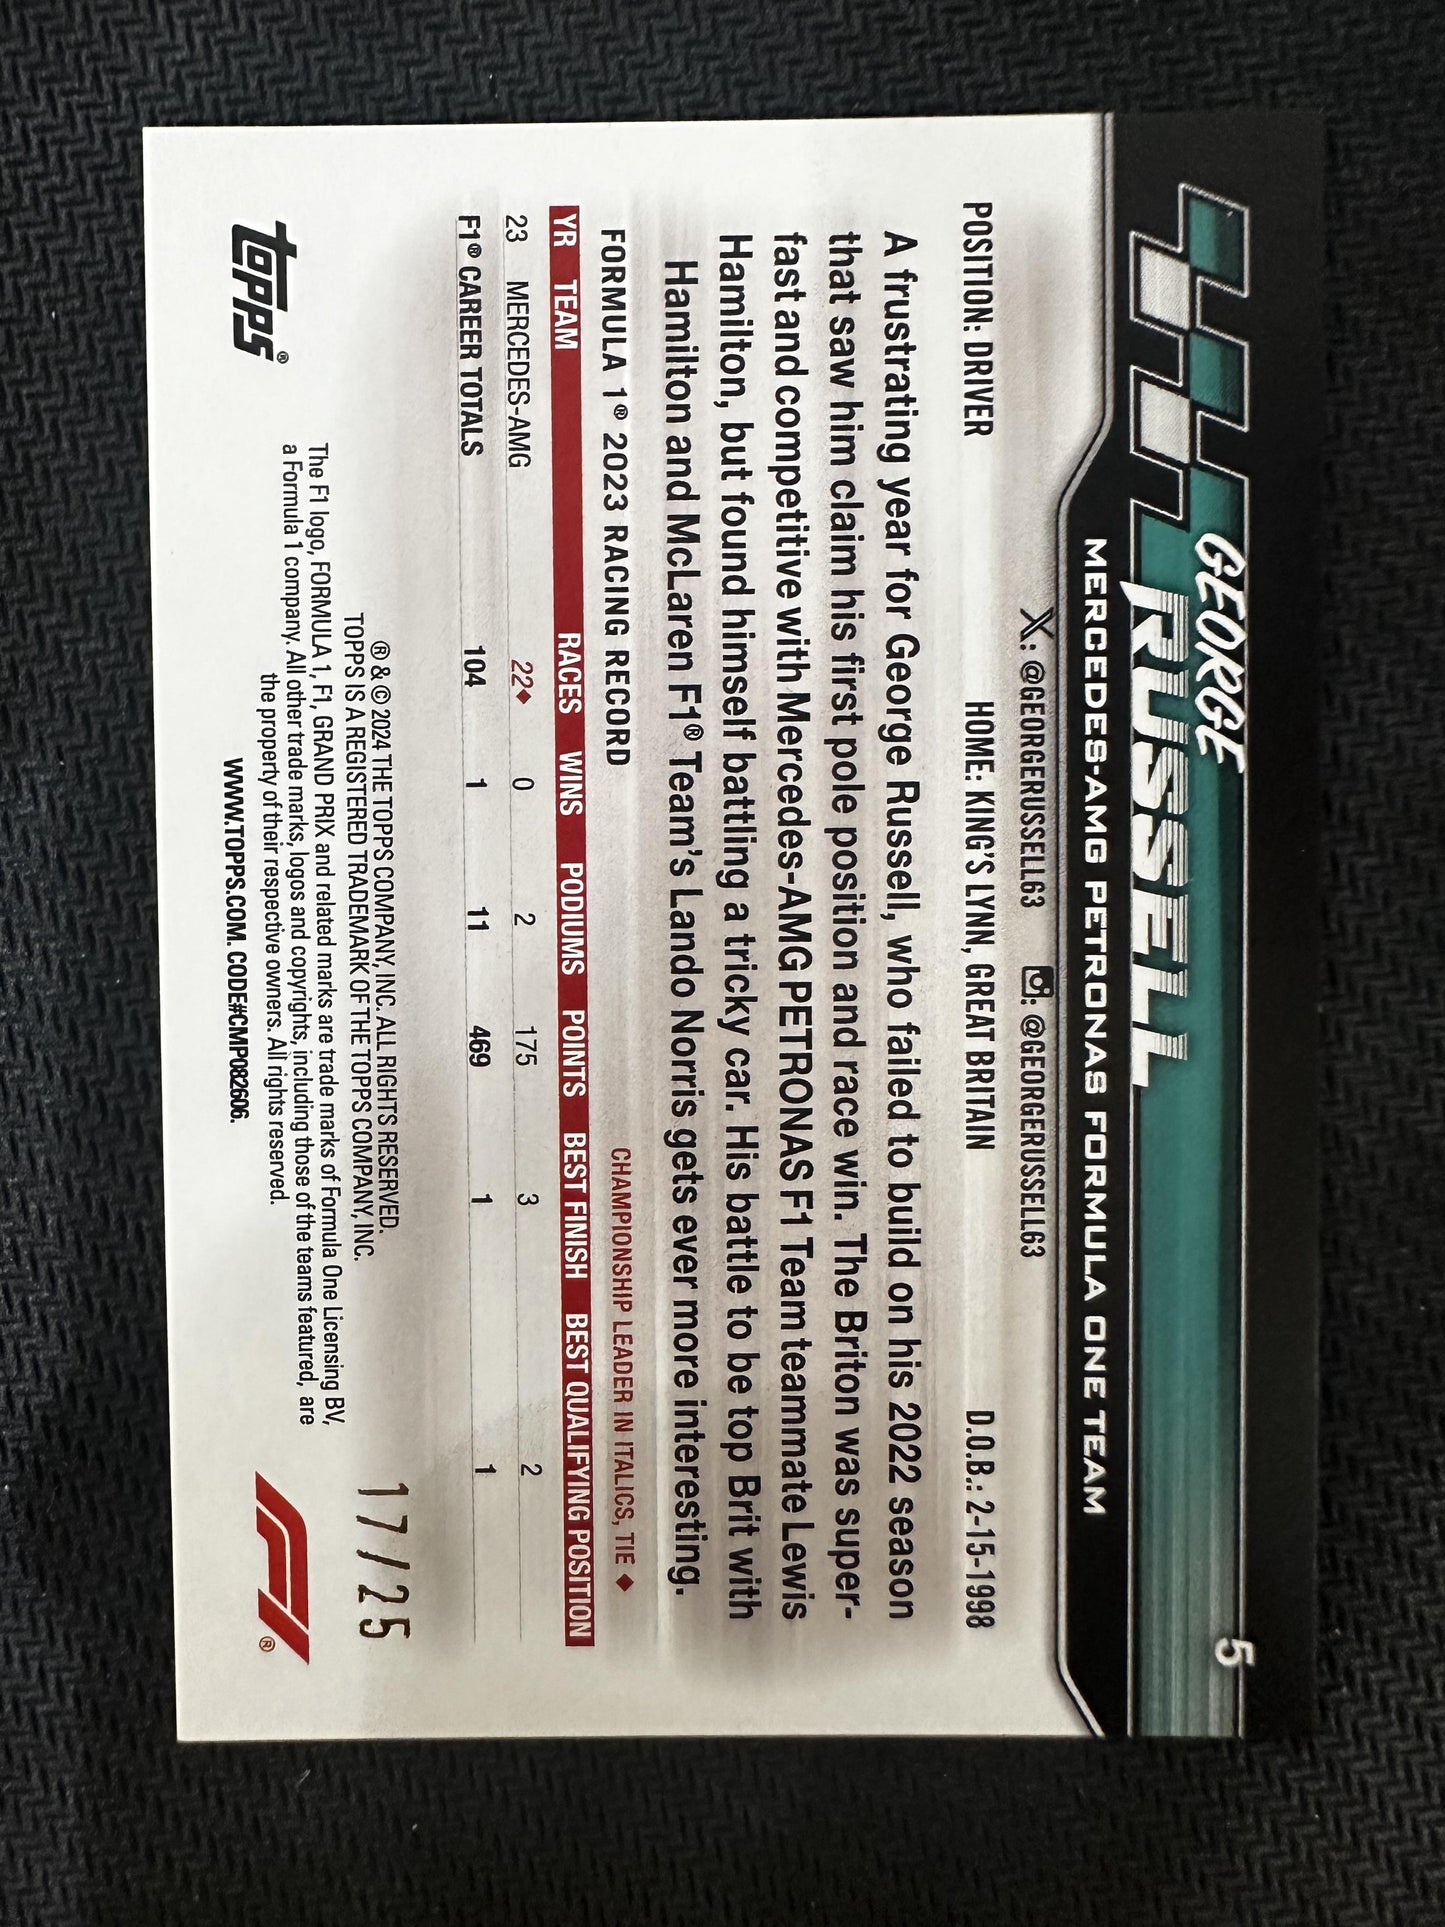 5
GEORGE
RUSSELL
MERCEDES-AMG PETRONAS FORMULA ONE TEAM
X: @GEORGERUSSELL63 : @GEORGERUSSELL63
POSITION: DRIVER HOME: KING'S LYNN, GREAT BRITAIN D.O.B.: 2-15-1998
A frustrating year for George Russell, who failed to build on his 2022 season
that saw him claim his first pole position and race win. The Briton was super-
fast and competitive with Mercedes-AMG PETRONAS F1 Team teammate Lewis
Hamilton, but found himself battling a tricky car. His battle to be top Brit with
Hamilton and McLaren F1® Team's Lando Norris gets ever more interesting.
FORMULA 1® 2023 RACING RECORD CHAMPIONSHIP LEADER IN ITALICS, TIE ♦
YR TEAM RACES WINS PODIUMS POINTS BEST FINISH BEST QUALIFYING POSITION
23 MERCEDES-AMG 22♦ 0 2 175 3 2
F1® CAREER TOTALS 104 1 11 469 1 1
17/25
® & © 2024 THE TOPPS COMPANY, INC. ALL RIGHTS RESERVED.
TOPPS IS A REGISTERED TRADEMARK OF THE TOPPS COMPANY, INC.
The F1 logo, FORMULA 1, F1, GRAND PRIX and related marks are trade marks of Formula One Licensing BV,
a Formula 1 company. All other trade marks, logos and copyrights, including those of the teams featured, are
the property of their respective owners. All rights reserved.
WWW.TOPPS.COM. CODE#CMP082606.
topps®
F1®